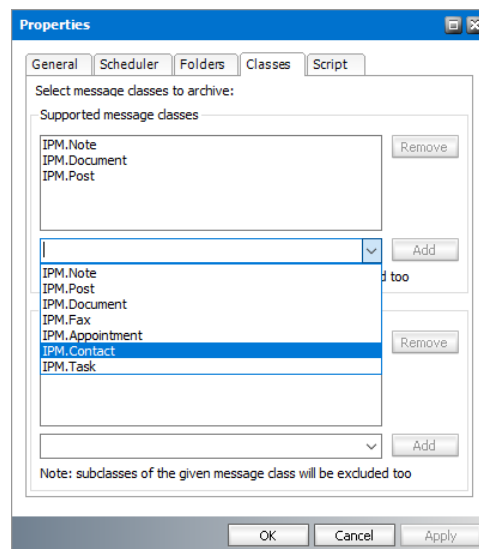 Properties
General Scheduler Folders Classes Script
Select message classes to archive:
Supported message classes
IPM.Note Remove
IPM.Document
IPM.Post
Add
IPM.Note d too
IPM.Post
IPM.Document
IPM.Fax
IPM.Appointment
IPM.Contact Remove
IPM.Task
Add
Note: subclasses of the given message class will be excluded too
OK Cancel Apply